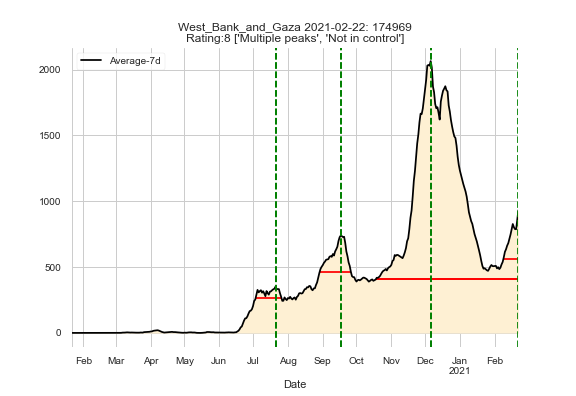 West_Bank_and_Gaza 2021-02-22: 174969
Rating:8 ['Multiple peaks', 'Not in control']
Average-7d
2000
1500
1000
500
0
Feb Mar Apr May Jun Jul Aug Sep Oct Nov Dec Jan Feb
2021
Date